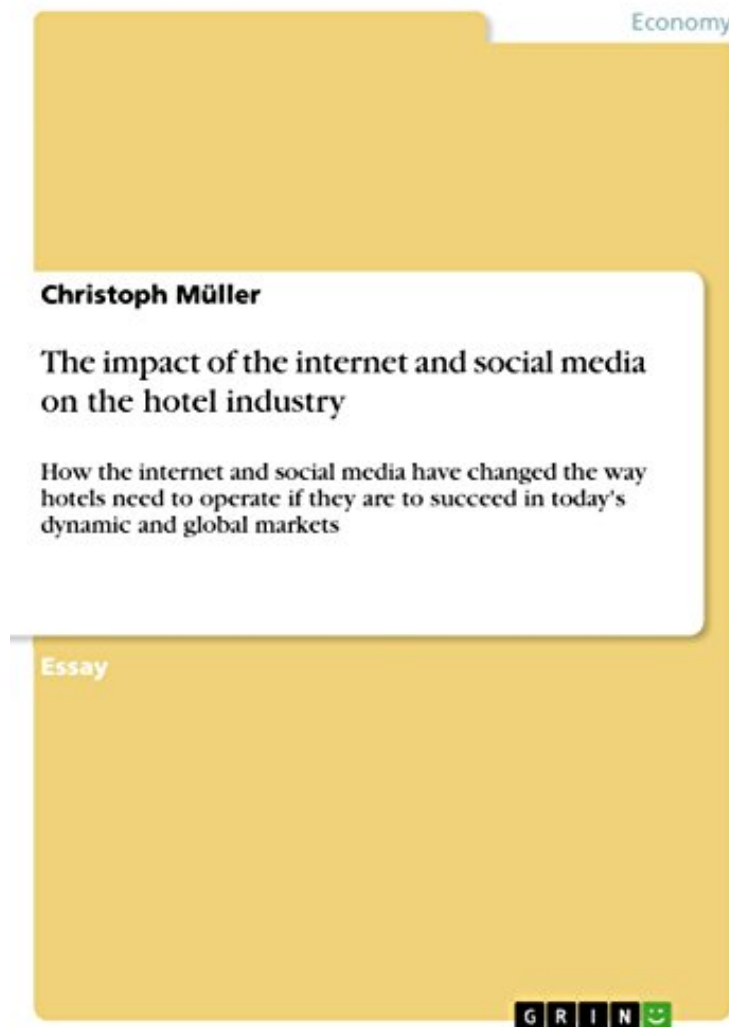 Economy
Christoph Müller
The impact of the internet and social media
on the hotel industry
How the internet and social media have changed the way
hotels need to operate if they are to succeed in today's
dynamic and global markets
Essay
GRIN